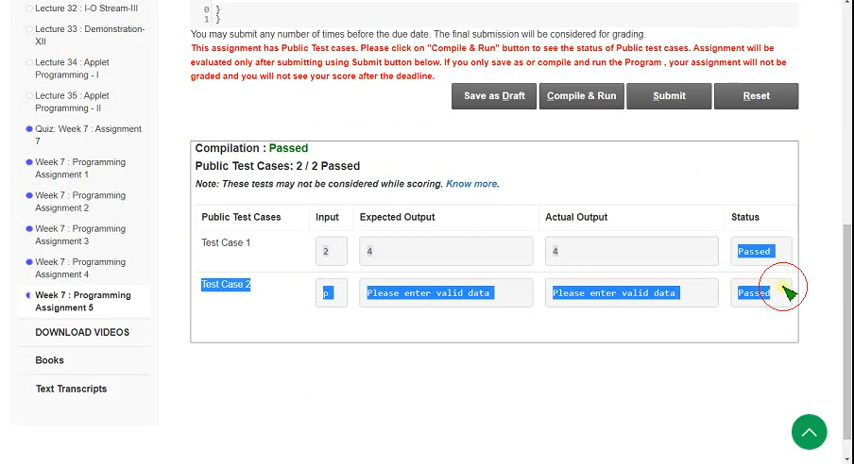 Lecture 32 : I-O Stream-III
Lecture 33 : Demonstration-
XII
Lecture 34 : Applet
Programming - I
Lecture 35 : Applet
Programming - II
Quiz: Week 7 : Assignment
7
Week 7 : Programming
Assignment 1
Week 7 : Programming
Assignment 2
Week 7 : Programming
Assignment 3
Week 7 : Programming
Assignment 4
Week 7 : Programming
Assignment 5
DOWNLOAD VIDEOS
Books
Text Transcripts
0 }
1 }
You may submit any number of times before the due date. The final submission will be considered for grading.
This assignment has Public Test cases. Please click on "Compile & Run" button to see the status of Public test cases. Assignment will be
evaluated only after submitting using Submit button below. If you only save as or compile and run the Program , your assignment will not be
graded and you will not see your score after the deadline.
Save as Draft Compile & Run Submit Reset
Compilation : Passed
Public Test Cases: 2 / 2 Passed
Note: These tests may not be considered while scoring. Know more.
Public Test Cases Input Expected Output Actual Output Status
Test Case 1 2 4 4 Passed
Test Case 2 p Please enter valid data Please enter valid data Passed